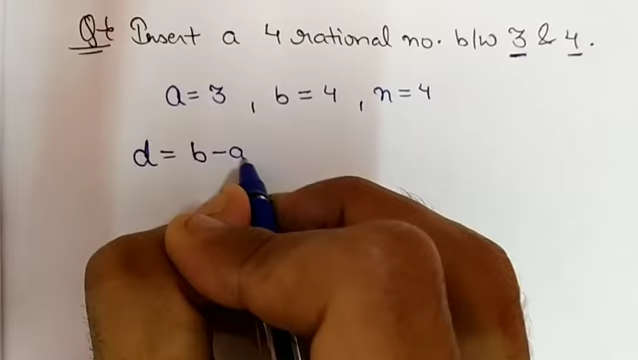 Q:- Insert a 4 rational no. b/w 3 & 4.
a = 3 , b = 4 , n = 4
d = b - a